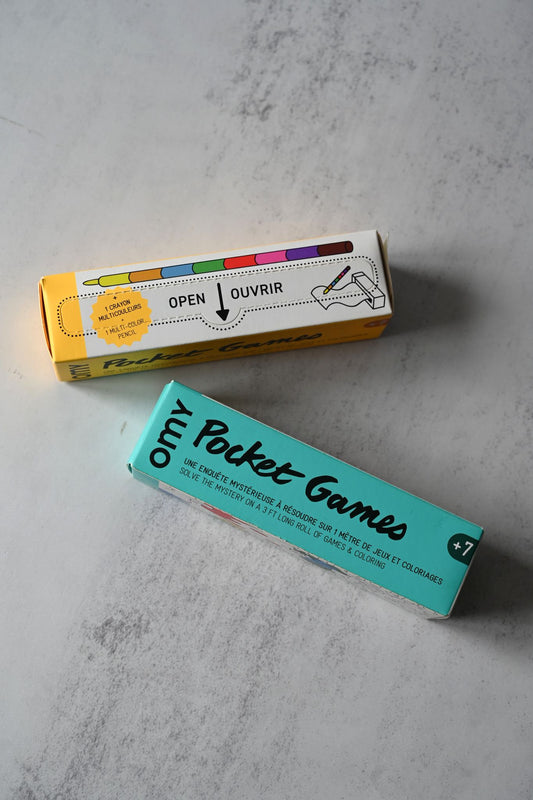 +
1 CRAYON
MULTICOULEURS
1 MULTI-COLOR
PENCIL
OPEN
OUVRIR
omy
Pocket Games
omy
Pocket Games
UNE ENQUÊTE MYSTÉRIEUSE À RÉSOUDRE SUR 1 MÈTRE DE JEUX ET COLORIAGES
SOLVE THE MYSTERY ON A 3 FT LONG ROLL OF GAMES & COLORING
+7